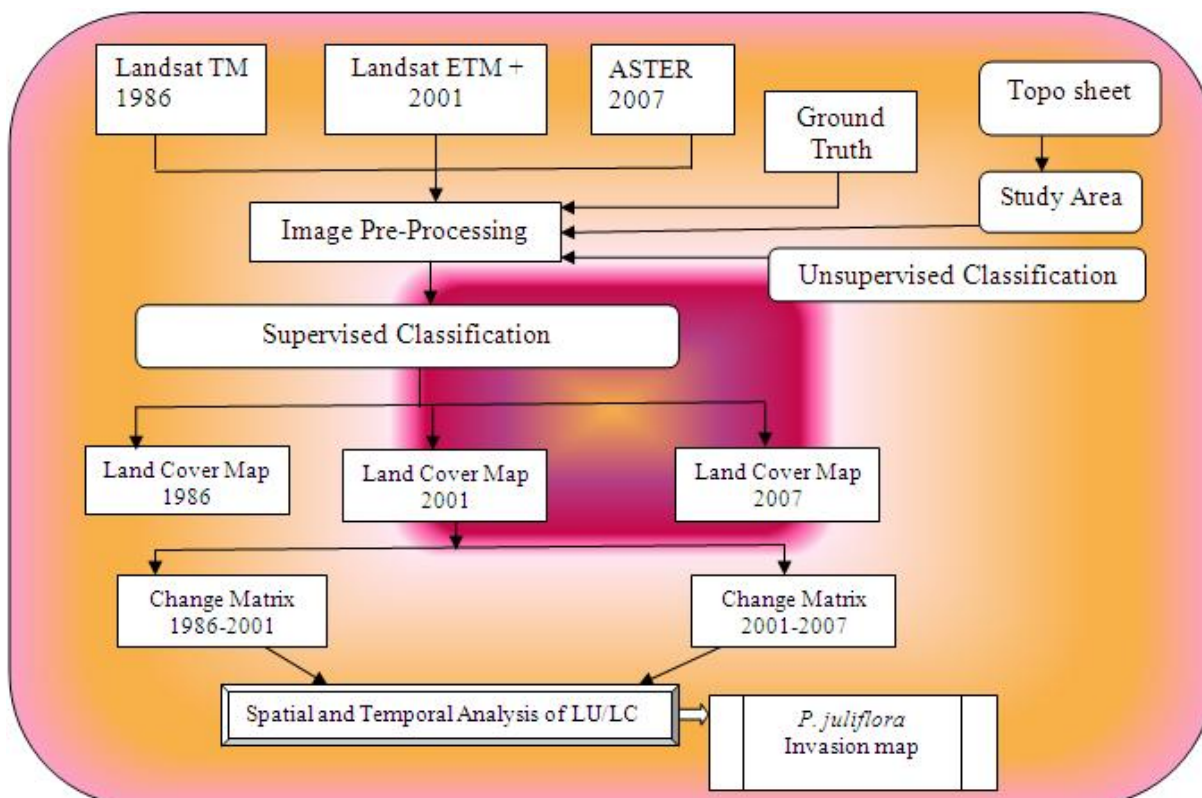 Landsat TM
1986
Landsat ETM +
2001
ASTER
2007
Ground
Truth
Topo sheet
Study Area
Image Pre-Processing
Unsupervised Classification
Supervised Classification
Land Cover Map
1986
Land Cover Map
2001
Land Cover Map
2007
Change Matrix
1986-2001
Change Matrix
2001-2007
Spatial and Temporal Analysis of LU/LC
P. juliflora
Invasion map